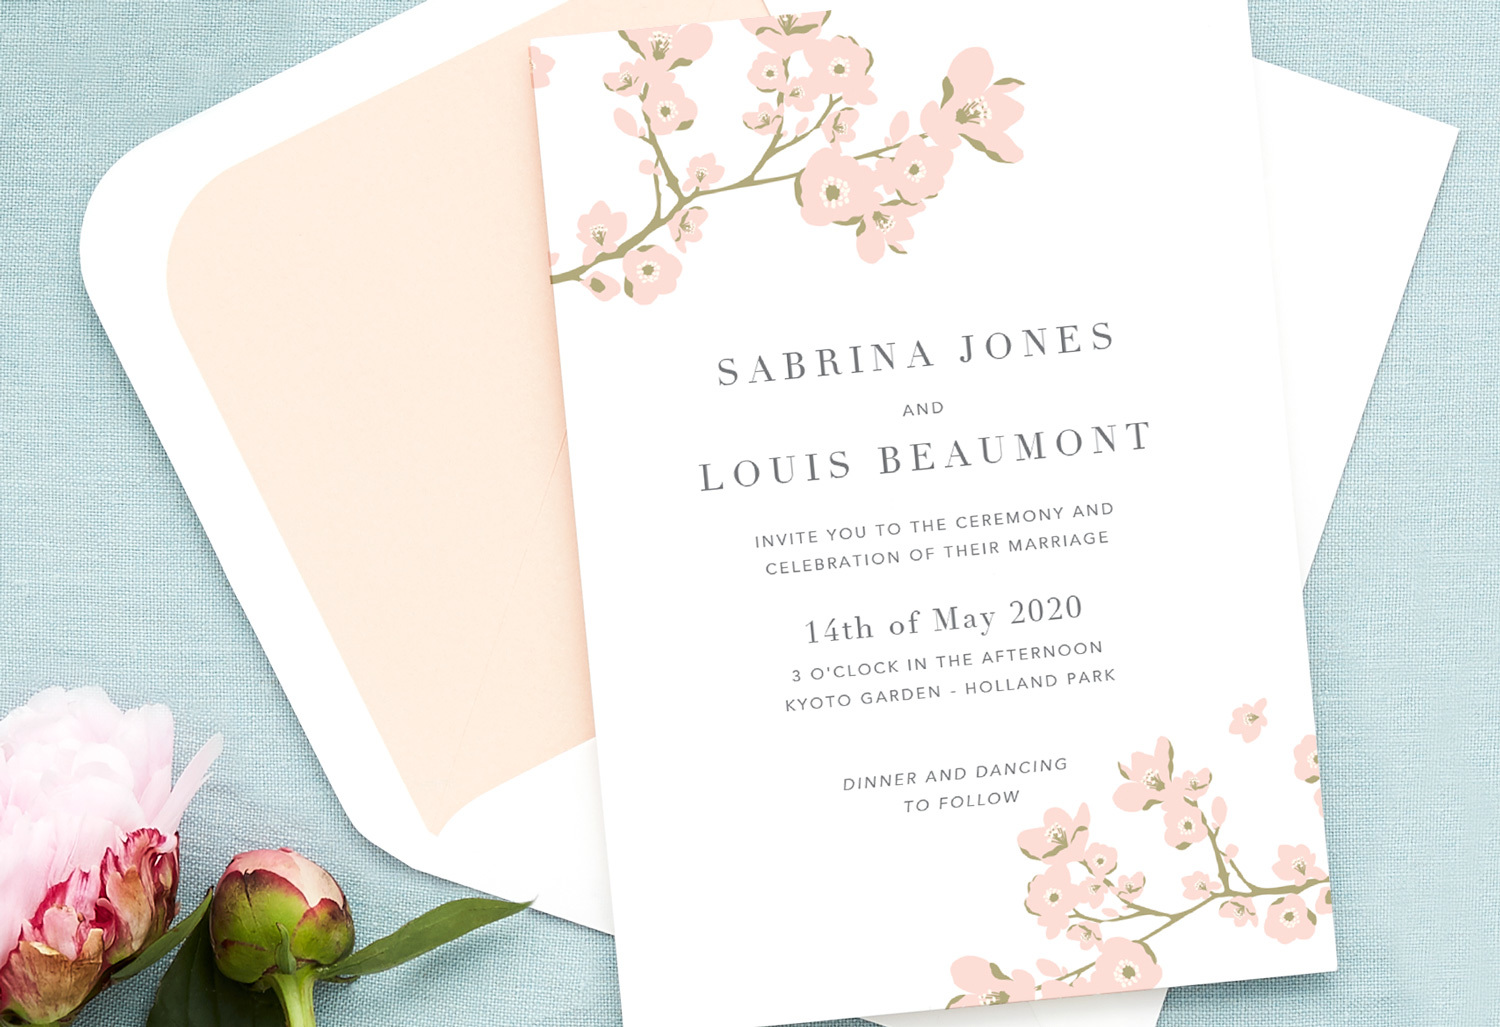 SABRINA JONES
AND
LOUIS BEAUMONT
INVITE YOU TO THE CEREMONY AND
CELEBRATION OF THEIR MARRIAGE
14th of May 2020
3 O'CLOCK IN THE AFTERNOON
KYOTO GARDEN - HOLLAND PARK
DINNER AND DANCING
TO FOLLOW